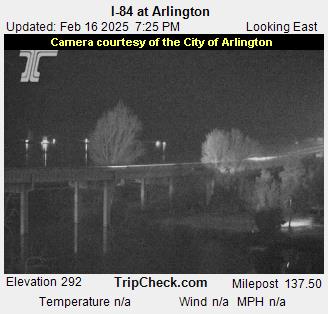 I-84 at Arlington
Updated: Feb 16 2025 7:25 PM Looking East
Camera courtesy of the City of Arlington
Elevation 292 TripCheck.com Milepost 137.50
Temperature n/a Wind n/a MPH n/a